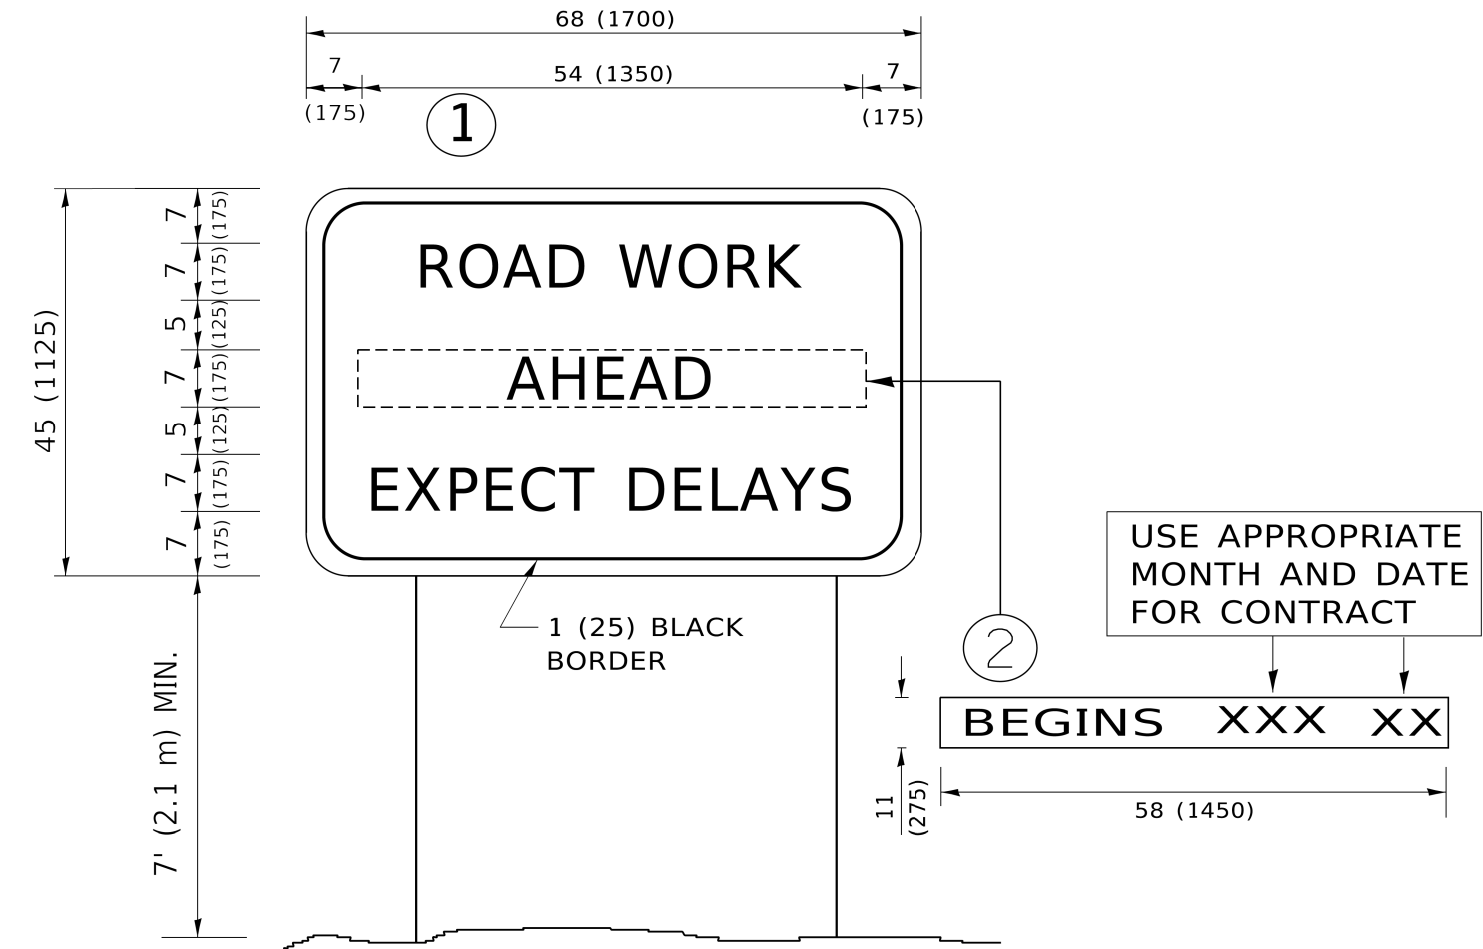 68 (1700)
7
54 (1350)
7
(175)
(175)
1
7
(175)
7
(175)
5
(125)
7
(175)
5
(125)
7
(175)
7
(175)
45 (1125)
ROAD WORK
AHEAD
EXPECT DELAYS
1 (25) BLACK
BORDER
7' (2.1 m) MIN.
2
USE APPROPRIATE
MONTH AND DATE
FOR CONTRACT
BEGINS XXX XX
11
(275)
58 (1450)